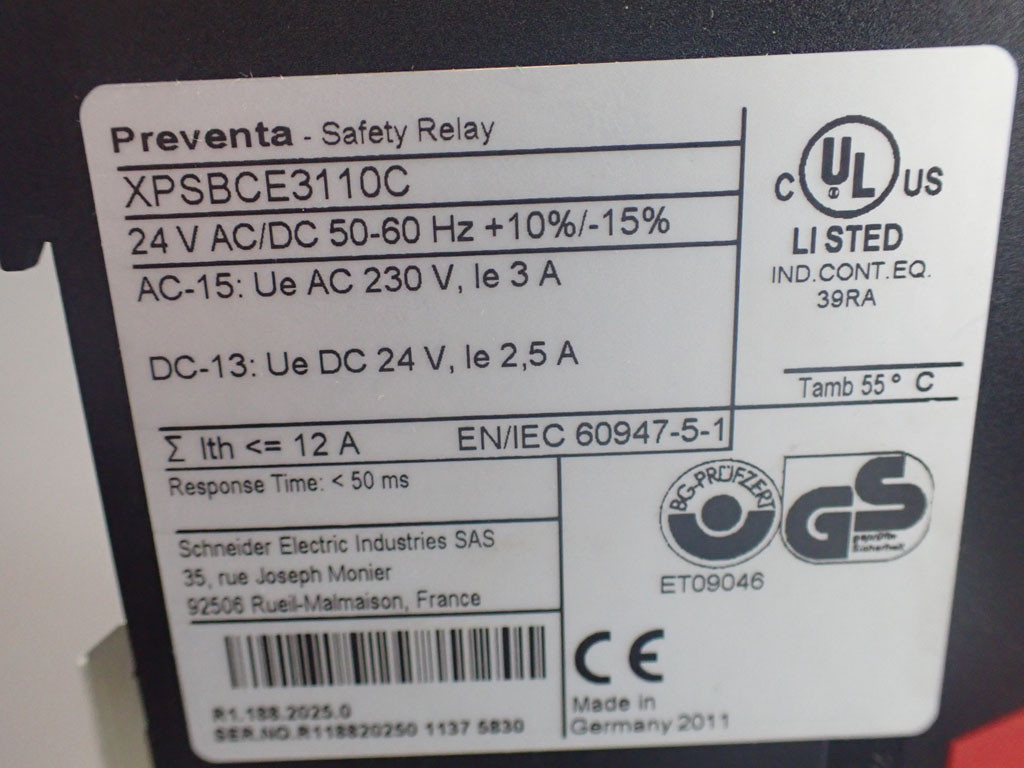 Preventa - Safety Relay
XPSBCE3110C
24 V AC/DC 50-60 Hz +10%/-15%
AC-15: Ue AC 230 V, Ie 3 A
DC-13: Ue DC 24 V, Ie 2,5 A
Σ Ith <= 12 A EN/IEC 60947-5-1
Response Time: < 50 ms
Schneider Electric Industries SAS
35, rue Joseph Monier
92506 Rueil-Malmaison, France
R1.188.2025.0
SER.NO.R118820250 1137 5830
C UL US
LISTED
IND.CONT.EQ.
39RA
Tamb 55° C
BG-PRÜFZERT
GS
geprüfte
Sicherheit
ET09046
CE
Made in
Germany 2011